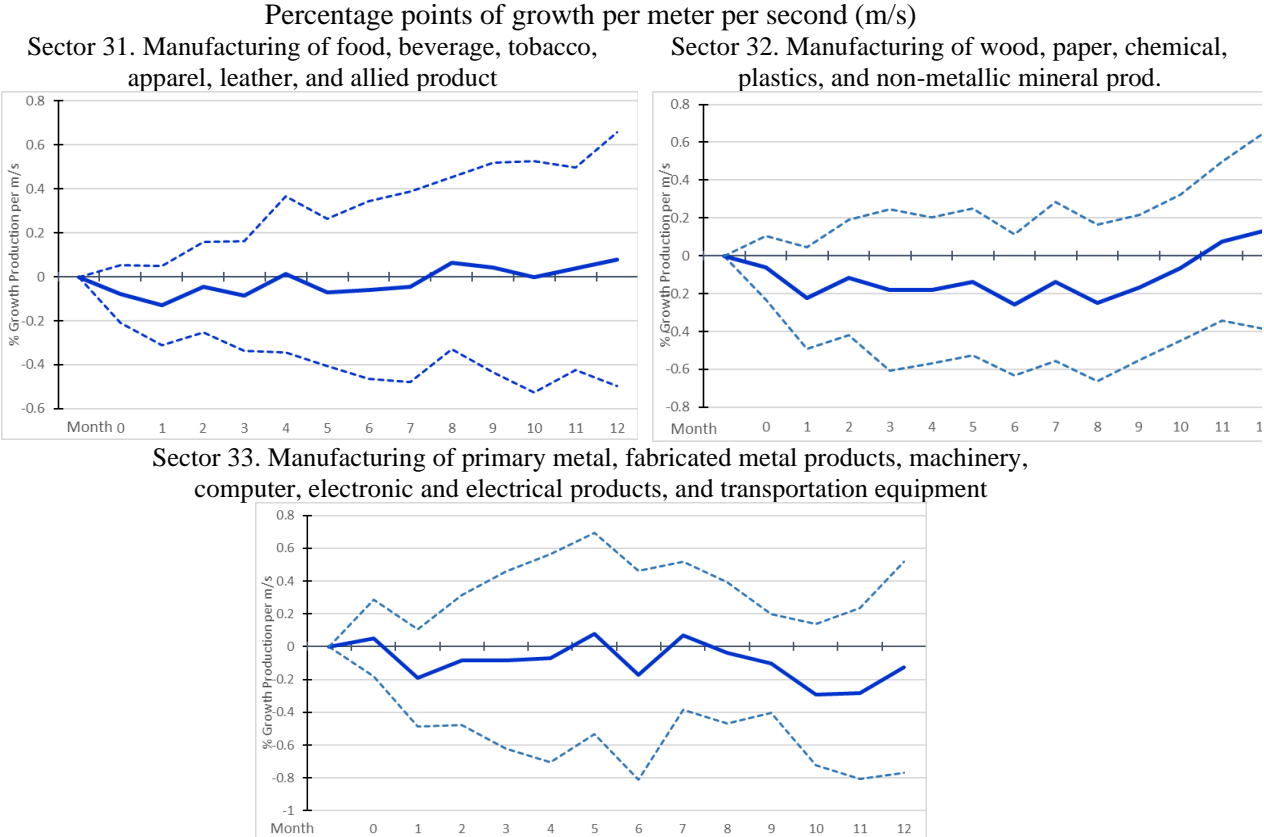 Percentage points of growth per meter per second (m/s)
Sector 31. Manufacturing of food, beverage, tobacco,
apparel, leather, and allied product
0.8
0.6
0.4
0.2
0
-0.2
-0.4
-0.6
% Growth Production per m/s
Month 0 1 2 3 4 5 6 7 8 9 10 11 12
Sector 32. Manufacturing of wood, paper, chemical,
plastics, and non-metallic mineral prod.
0.8
0.6
0.4
0.2
0
-0.2
-0.4
-0.6
-0.8
% Growth Production per m/s
Month 0 1 2 3 4 5 6 7 8 9 10 11 1
Sector 33. Manufacturing of primary metal, fabricated metal products, machinery,
computer, electronic and electrical products, and transportation equipment
0.8
0.6
0.4
0.2
0
-0.2
-0.4
-0.6
-0.8
-1
% Growth Production per m/s
Month 0 1 2 3 4 5 6 7 8 9 10 11 12